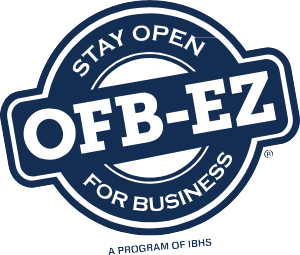 STAY OPEN
OFB-EZ
FOR BUSINESS
®
A PROGRAM OF IBHS